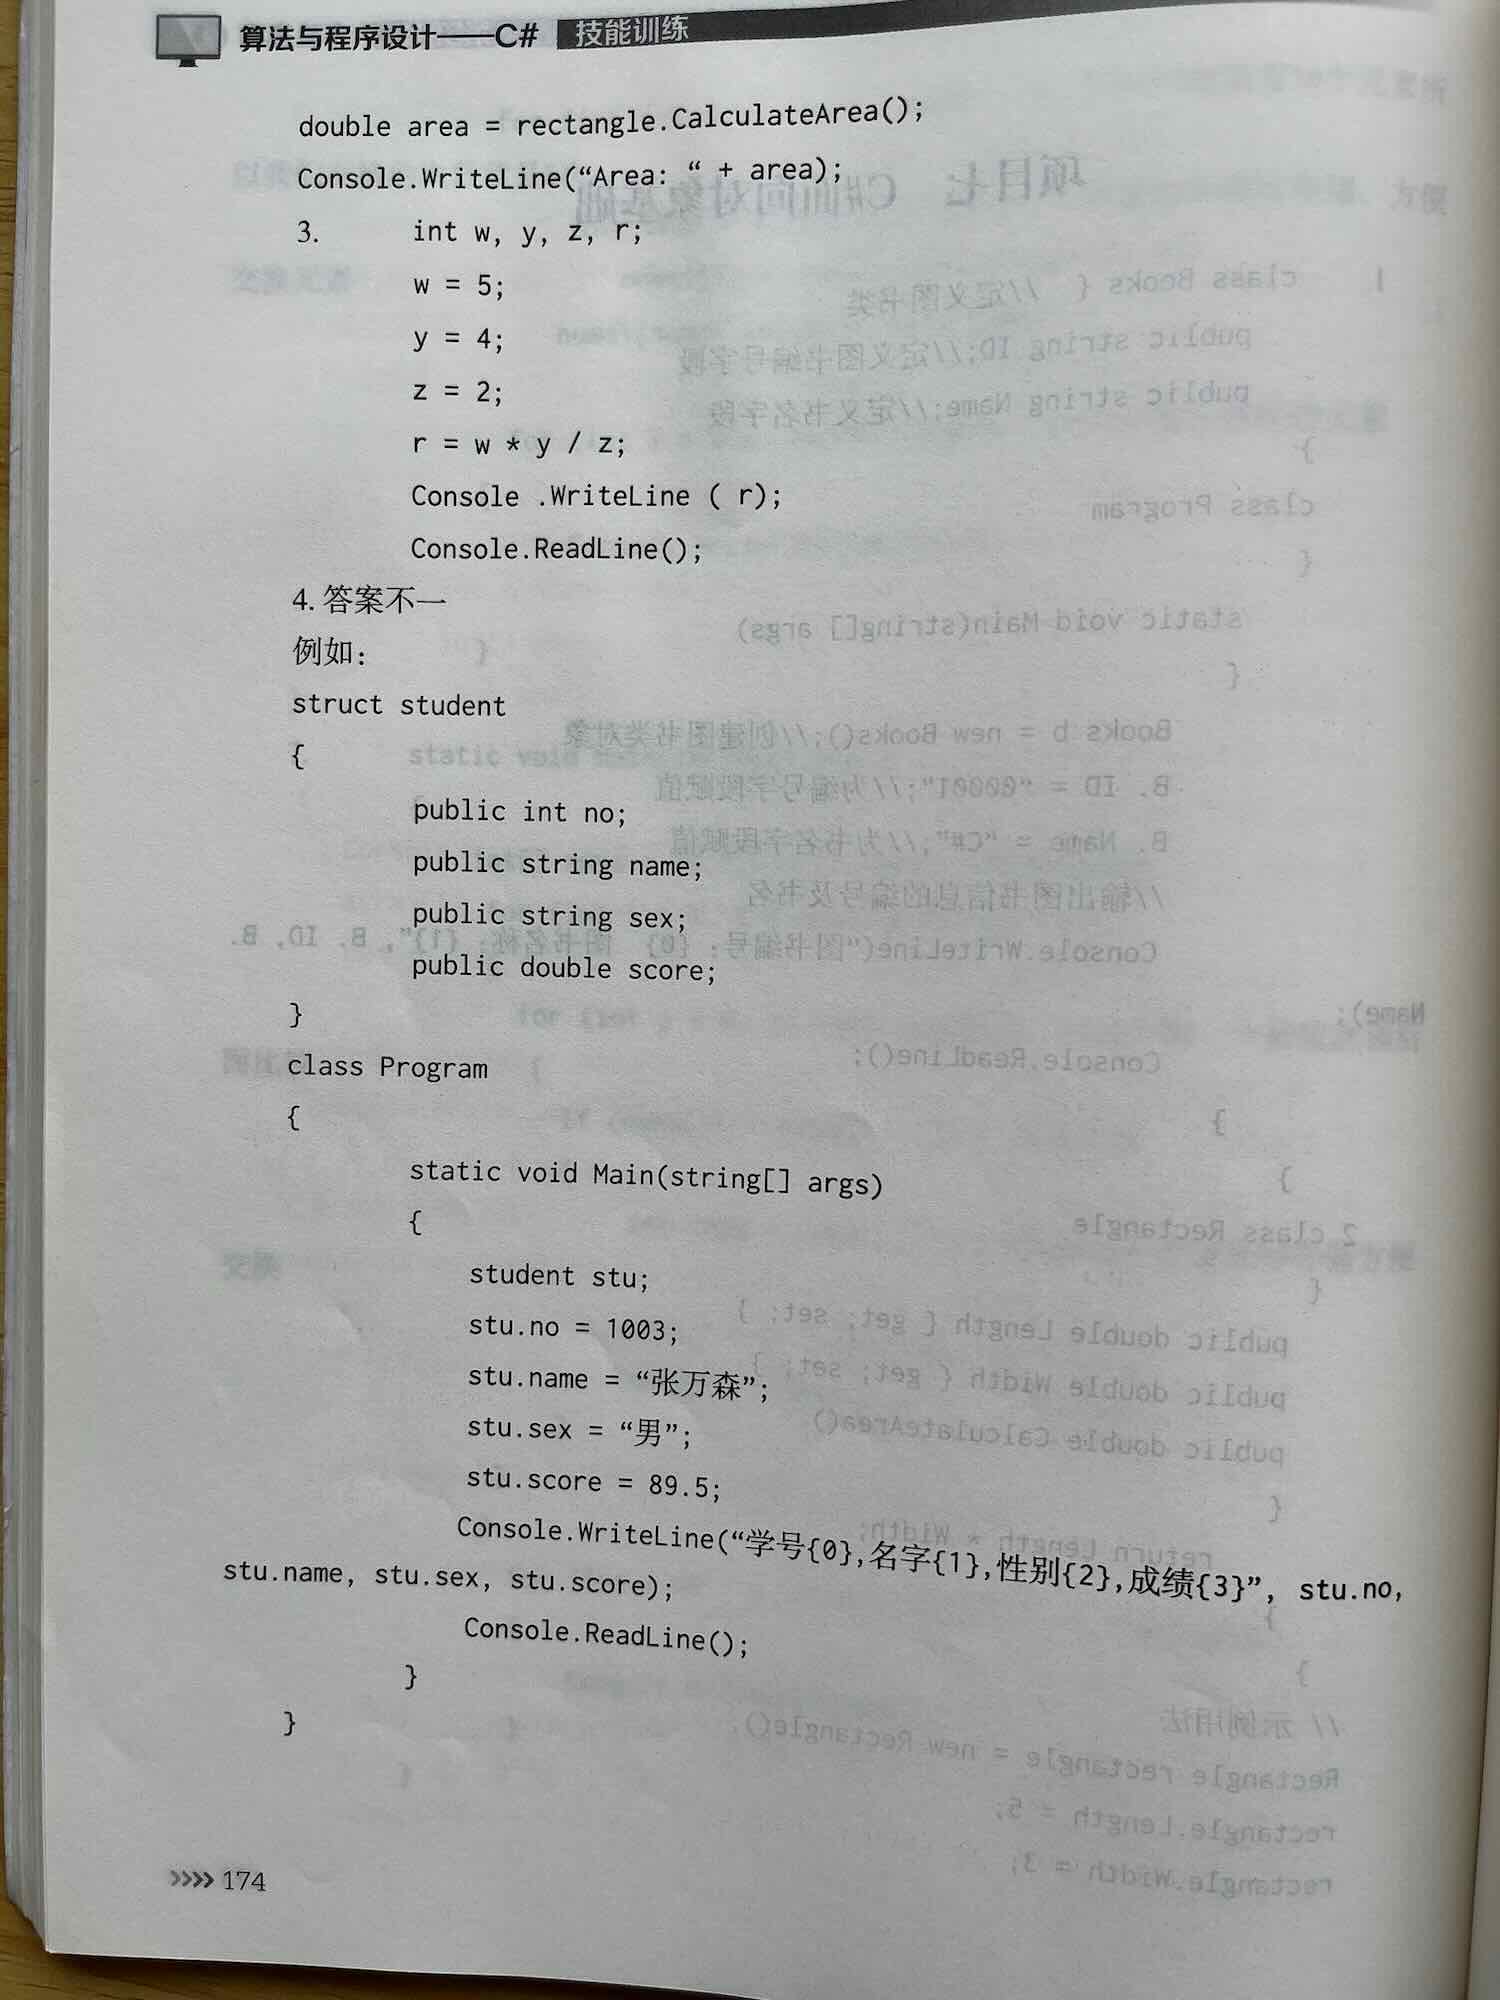 算法与程序设计——C# 技能训练
double area = rectangle.CalculateArea();
Console.WriteLine(“Area: “ + area);
3. int w, y, z, r;
w = 5;
y = 4;
z = 2;
r = w * y / z;
Console .WriteLine ( r);
Console.ReadLine();
4. 答案不一
例如：
struct student
{
public int no;
public string name;
public string sex;
public double score;
}
class Program
{
static void Main(string[] args)
{
student stu;
stu.no = 1003;
stu.name = “张万森”;
stu.sex = “男”;
stu.score = 89.5;
Console.WriteLine(“学号{0},名字{1},性别{2},成绩{3}”, stu.no,
stu.name, stu.sex, stu.score);
Console.ReadLine();
}
}
>>>> 174